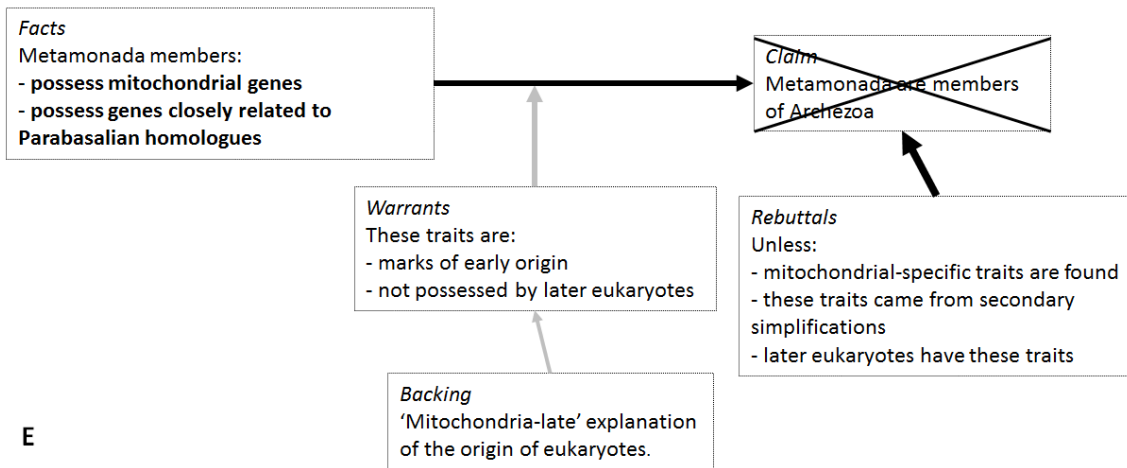 Facts
Metamonada members:
- possess mitochondrial genes
- possess genes closely related to
Parabasalian homologues
Claim
Metamonada are members
of Archezoa
Warrants
These traits are:
- marks of early origin
- not possessed by later eukaryotes
Rebuttals
Unless:
- mitochondrial-specific traits are found
- these traits came from secondary
simplifications
- later eukaryotes have these traits
Backing
‘Mitochondria-late’ explanation
of the origin of eukaryotes.
E